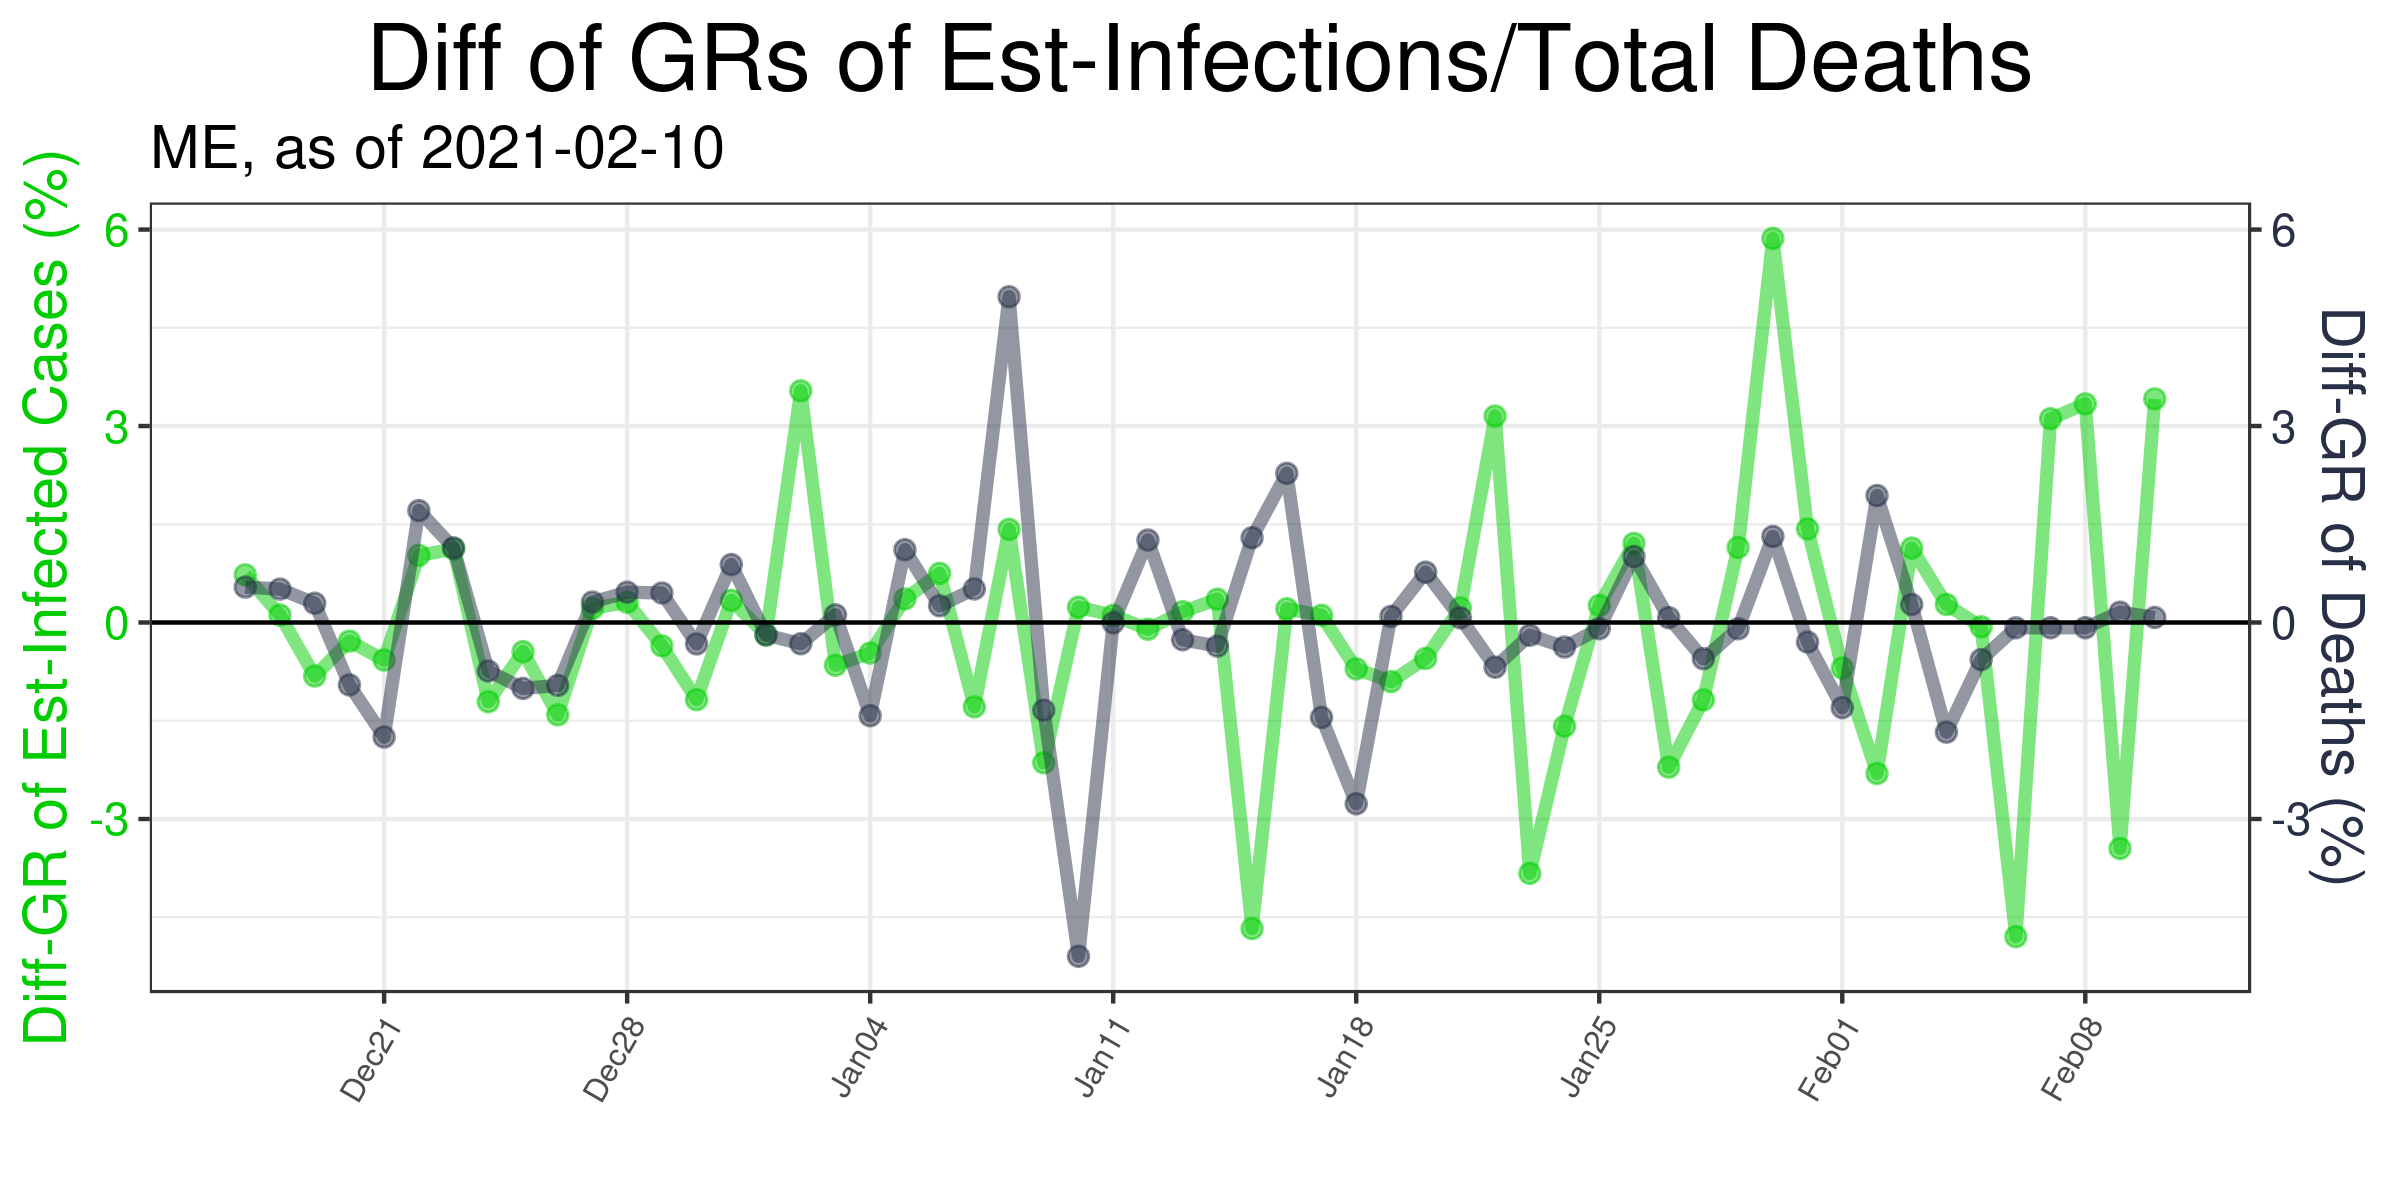 Diff of GRs of Est-Infections/Total Deaths
ME, as of 2021-02-10
Diff-GR of Est-Infected Cases (%)
6
3
0
-3
6
3
0
-3
Diff-GR of Deaths (%)
Dec21
Dec28
Jan04
Jan11
Jan18
Jan25
Feb01
Feb08